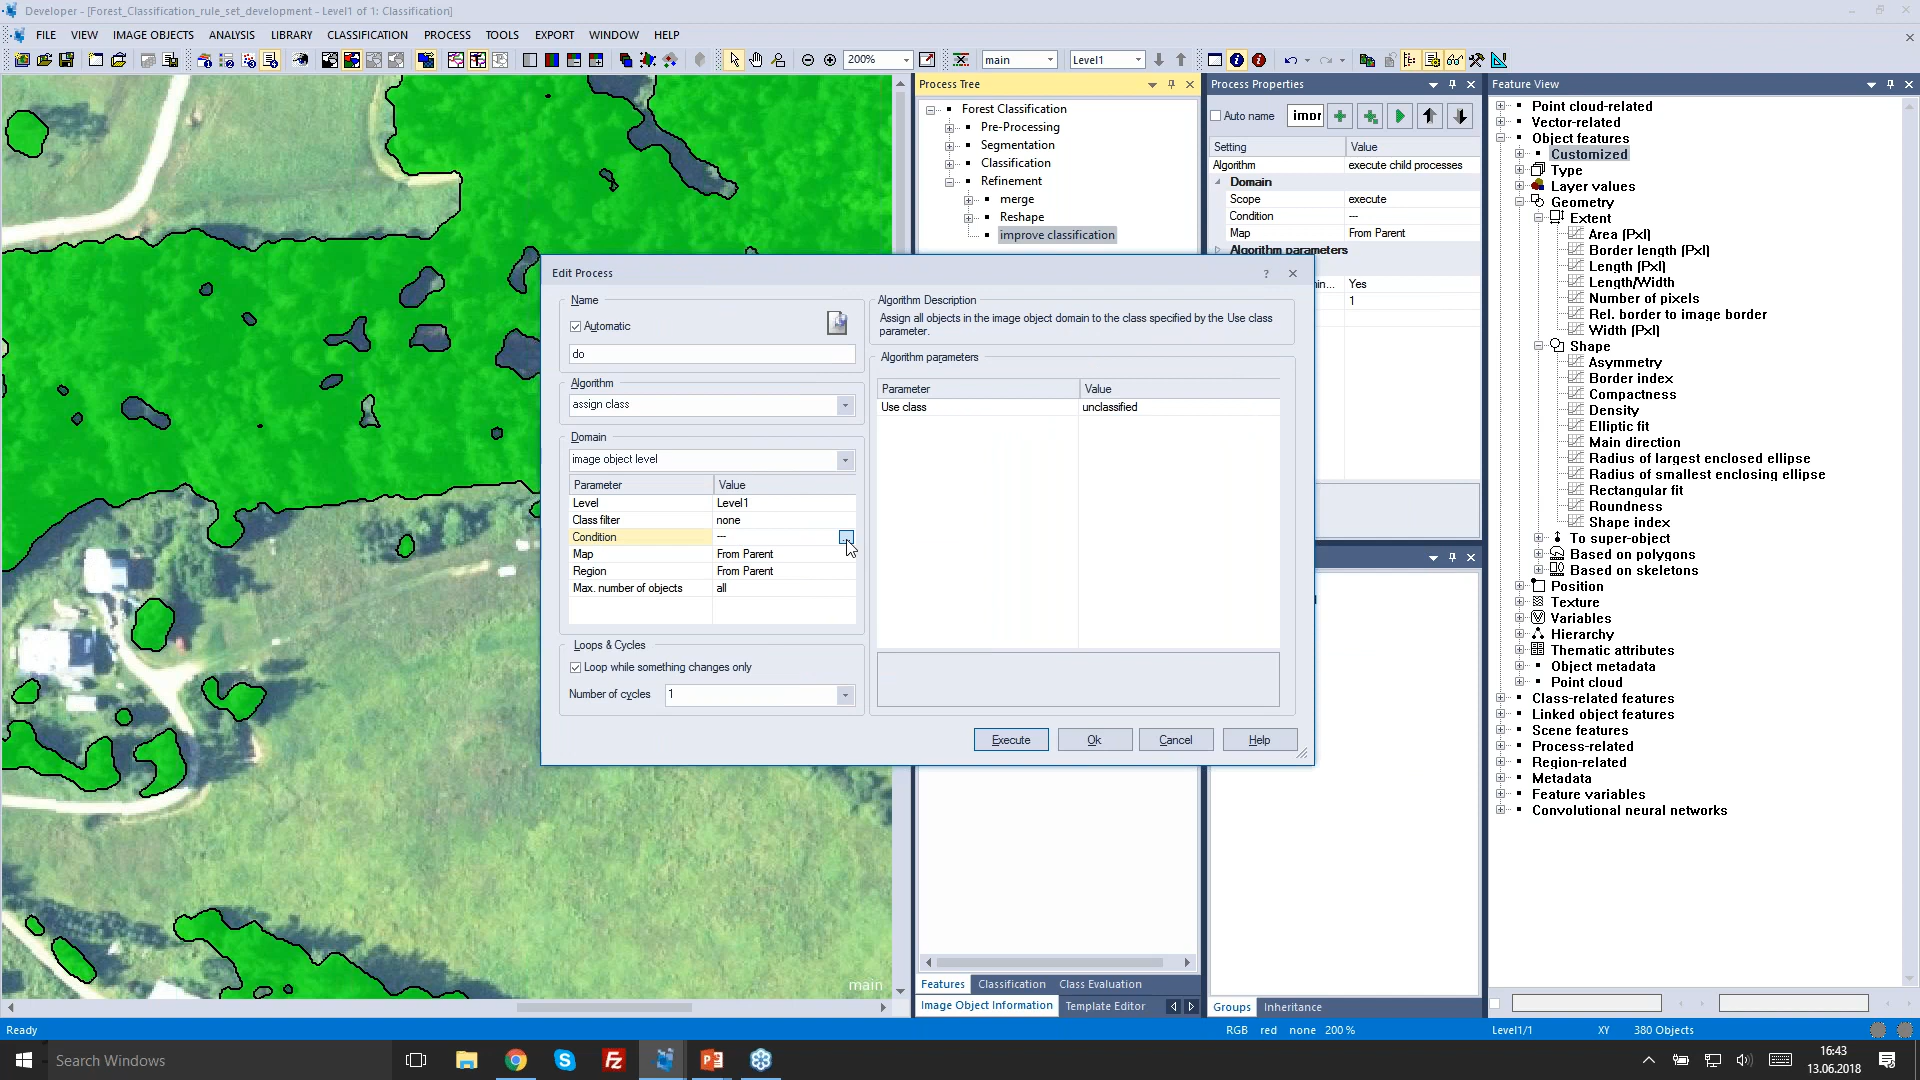 Developer - [Forest_Classification_rule_set_development - Level1 of 1: Classification]
FILE VIEW IMAGE OBJECTS ANALYSIS LIBRARY CLASSIFICATION PROCESS TOOLS EXPORT WINDOW HELP
200% main Level1
Process Tree
Forest Classification
Pre-Processing
Segmentation
Classification
Refinement
merge
Reshape
improve classification
Process Properties
Auto name impr
Setting Value
Algorithm execute child processes
Domain
Scope execute
Condition ---
Map From Parent
Algorithm parameters
Yes
1
Edit Process
Name
Automatic
do
Algorithm
assign class
Domain
image object level
Parameter Value
Level Level1
Class filter none
Condition ---
Map From Parent
Region From Parent
Max. number of objects all
Loops & Cycles
Loop while something changes only
Number of cycles 1
Algorithm Description
Assign all objects in the image object domain to the class specified by the Use class
parameter.
Algorithm parameters
Parameter Value
Use class unclassified
Execute Ok Cancel Help
Feature View
Point cloud-related
Vector-related
Object features
Customized
Type
Layer values
Geometry
Extent
Area (Pxl)
Border length (Pxl)
Length (Pxl)
Length/Width
Number of pixels
Rel. border to image border
Width (Pxl)
Shape
Asymmetry
Border index
Compactness
Density
Elliptic fit
Main direction
Radius of largest enclosed ellipse
Radius of smallest enclosing ellipse
Rectangular fit
Roundness
Shape index
To super-object
Based on polygons
Based on skeletons
Position
Texture
Variables
Hierarchy
Thematic attributes
Object metadata
Point cloud
Class-related features
Linked object features
Scene features
Process-related
Region-related
Metadata
Feature variables
Convolutional neural networks
main
Features Classification Class Evaluation
Image Object Information Template Editor
Groups Inheritance
Ready RGB red none 200 % Level1/1 XY 380 Objects
Search Windows
16:43
13.06.2018